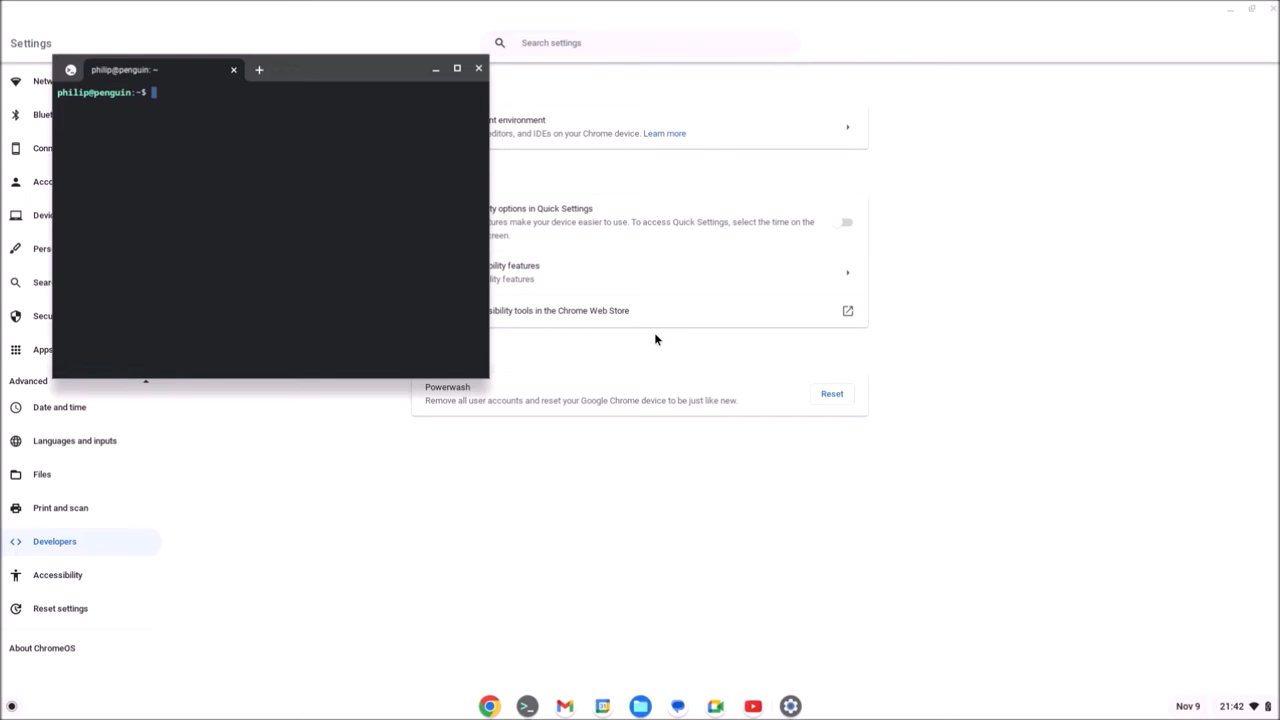 Settings
Search settings
philip@penguin: ~
philip@penguin:~$
Netw
Bluet
Conn
Acco
Devi
Pers
Sear
Secu
Apps
Advanced
Date and time
Languages and inputs
Files
Print and scan
Developers
Accessibility
Reset settings
About ChromeOS
nt environment
editors, and IDEs on your Chrome device. Learn more
ty options in Quick Settings
tures make your device easier to use. To access Quick Settings, select the time on the
creen.
bility features
lity features
sibility tools in the Chrome Web Store
Powerwash
Remove all user accounts and reset your Google Chrome device to be just like new.
Reset
Nov 9
21:42